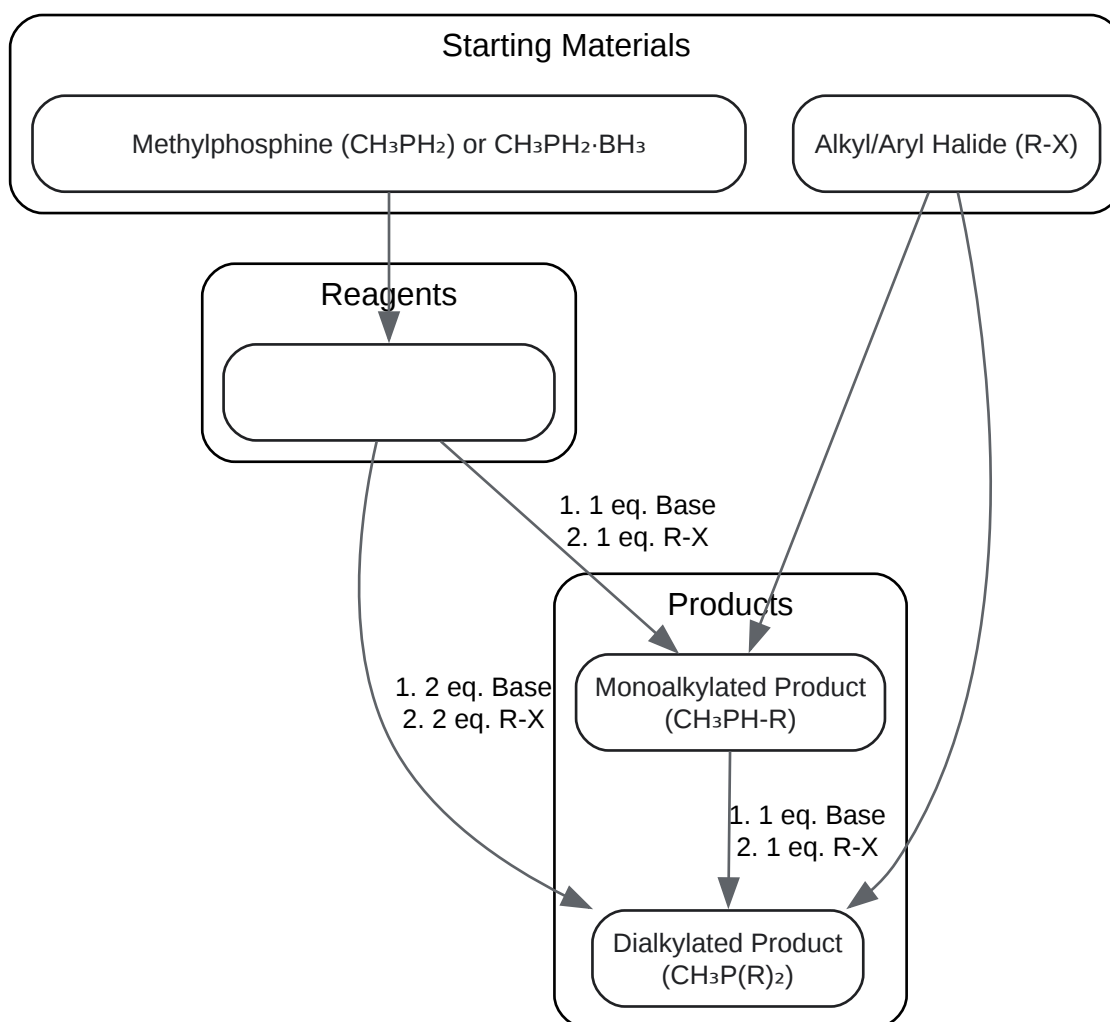 Starting Materials
Methylphosphine (CH₃PH₂) or CH₃PH₂·BH₃
Alkyl/Aryl Halide (R-X)
Reagents
1. 1 eq. Base
2. 1 eq. R-X
Products
1. 2 eq. Base
2. 2 eq. R-X
Monoalkylated Product
(CH₃PH-R)
1. 1 eq. Base
2. 1 eq. R-X
Dialkylated Product
(CH₃P(R)₂)